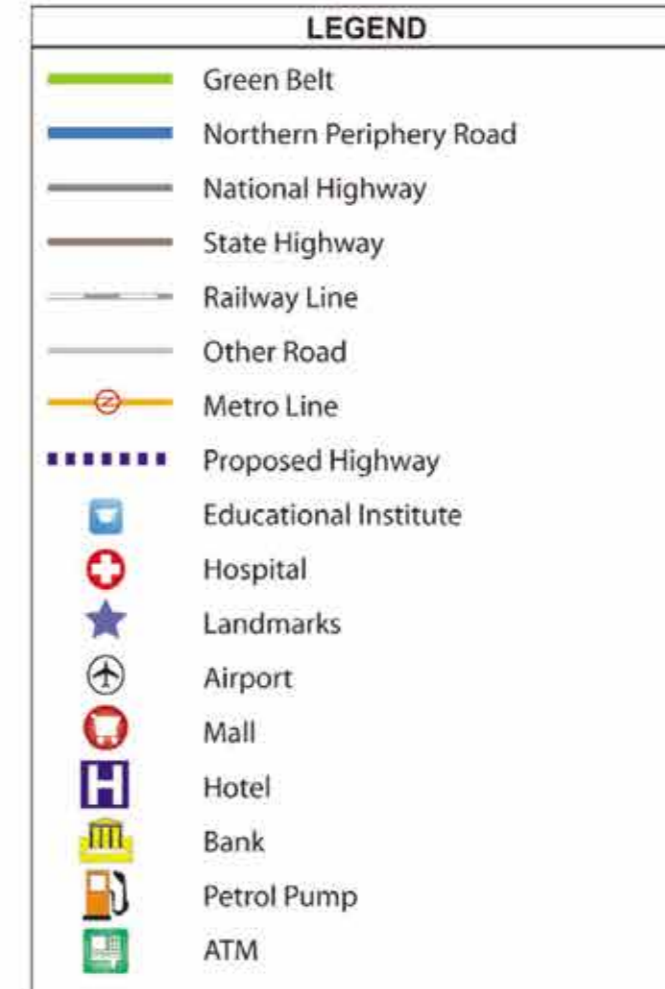 LEGEND
Green Belt
Northern Periphery Road
National Highway
State Highway
Railway Line
Other Road
Metro Line
Proposed Highway
Educational Institute
Hospital
Landmarks
Airport
Mall
H Hotel
Bank
Petrol Pump
ATM